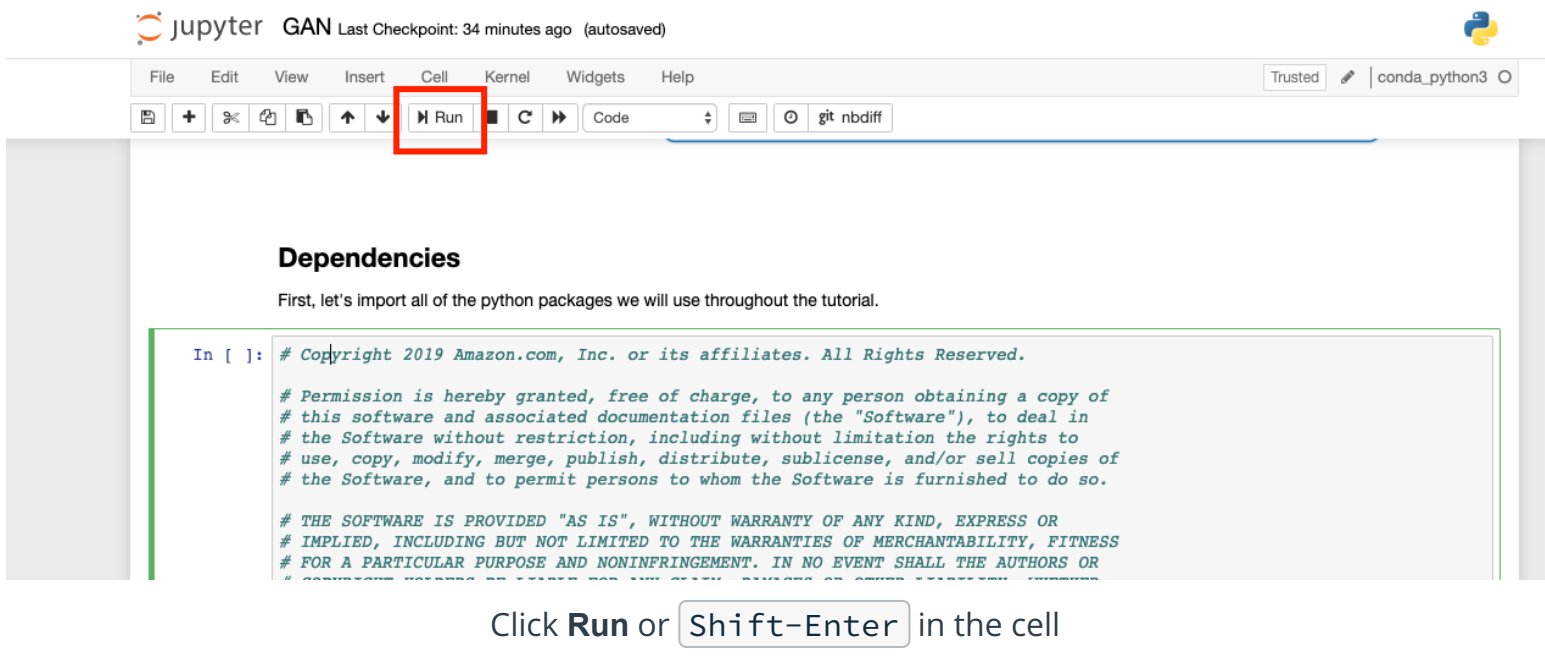 jupyter GAN Last Checkpoint: 34 minutes ago (autosaved)
File Edit View Insert Cell Kernel Widgets Help Trusted conda_python3
Run Code git nbdiff
Dependencies
First, let's import all of the python packages we will use throughout the tutorial.
In [ ]: # Copyright 2019 Amazon.com, Inc. or its affiliates. All Rights Reserved.
# Permission is hereby granted, free of charge, to any person obtaining a copy of
# this software and associated documentation files (the "Software"), to deal in
# the Software without restriction, including without limitation the rights to
# use, copy, modify, merge, publish, distribute, sublicense, and/or sell copies of
# the Software, and to permit persons to whom the Software is furnished to do so.
# THE SOFTWARE IS PROVIDED "AS IS", WITHOUT WARRANTY OF ANY KIND, EXPRESS OR
# IMPLIED, INCLUDING BUT NOT LIMITED TO THE WARRANTIES OF MERCHANTABILITY, FITNESS
# FOR A PARTICULAR PURPOSE AND NONINFRINGEMENT. IN NO EVENT SHALL THE AUTHORS OR
Click Run or Shift-Enter in the cell